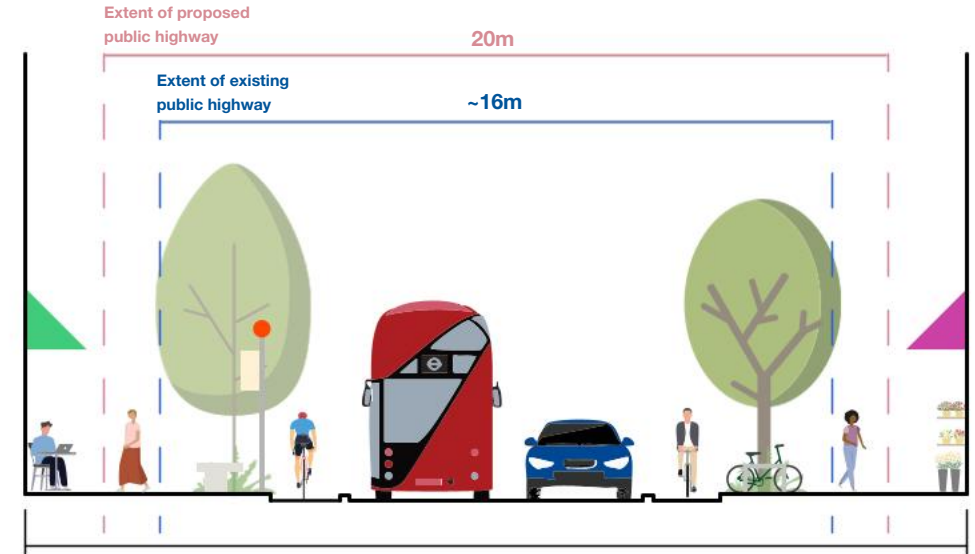 Extent of proposed
public highway
20m
Extent of existing
public highway
~16m